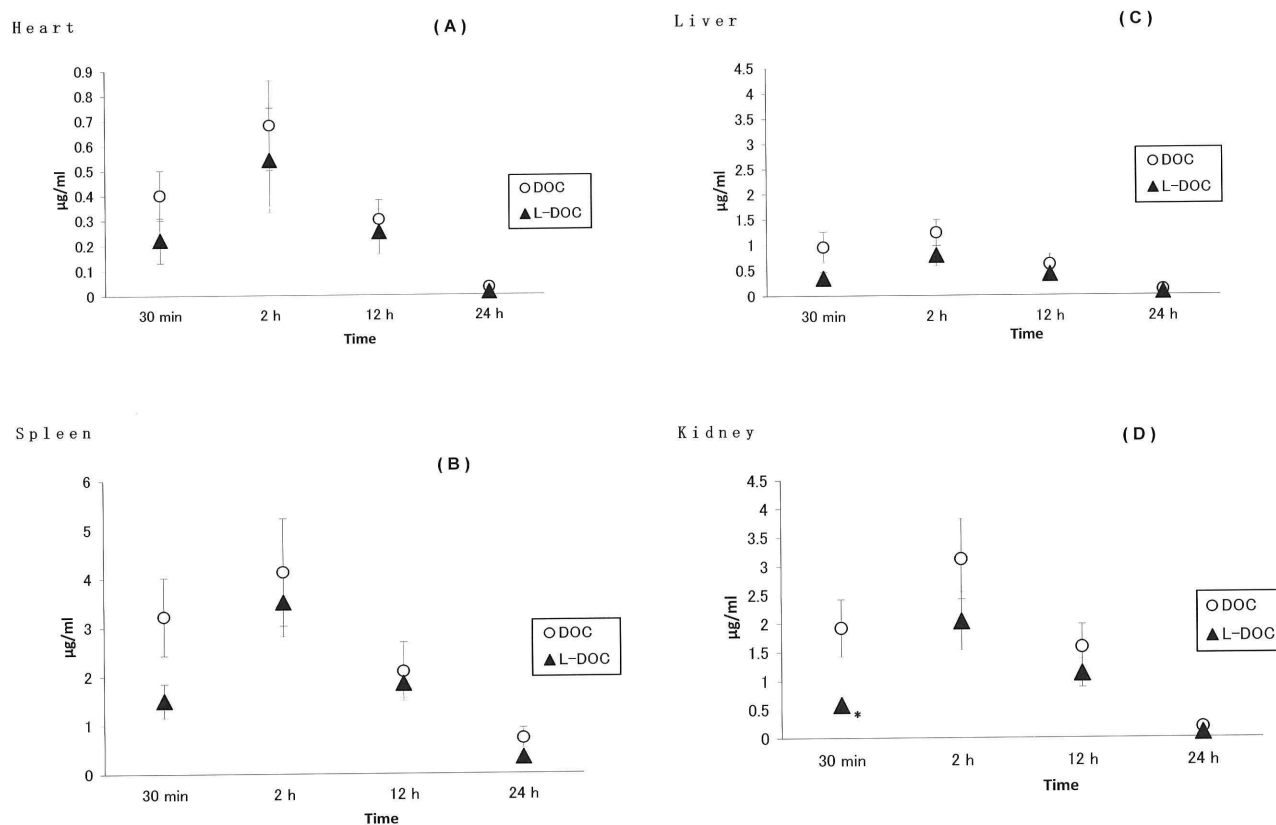 Heart
(A)
0.9
0.8
0.7
0.6
0.5
0.4
0.3
0.2
0.1
0
µg/ml
DOC
L-DOC
30 min 2 h 12 h 24 h
Time
Liver
(C)
4.5
4
3.5
3
2.5
2
1.5
1
0.5
0
µg/ml
DOC
L-DOC
30 min 2 h 12 h 24 h
Time
Spleen
(B)
6
5
4
3
2
1
0
µg/ml
DOC
L-DOC
30 min 2 h 12 h 24 h
Time
Kidney
(D)
4.5
4
3.5
3
2.5
2
1.5
1
0.5
0
µg/ml
*
DOC
L-DOC
30 min 2 h 12 h 24 h
Time